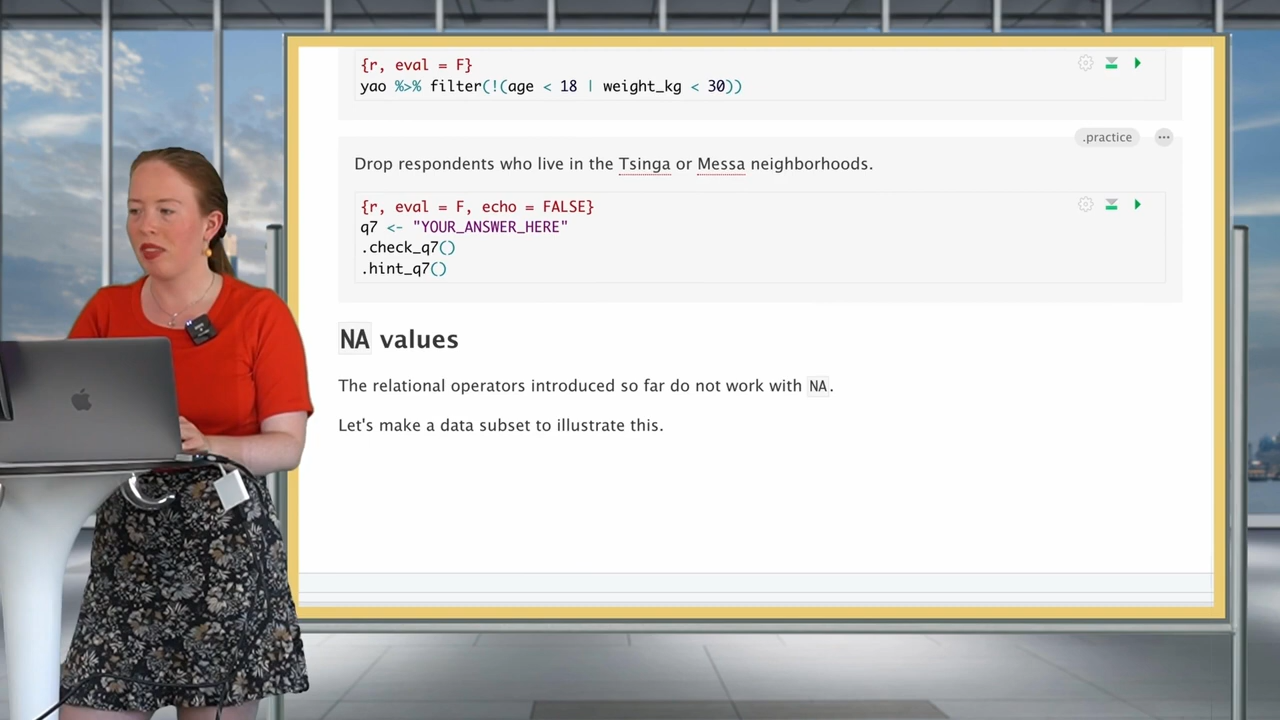 {r, eval = F}
yao %>% filter(!(age < 18 | weight_kg < 30))
.practice
Drop respondents who live in the Tsinga or Messa neighborhoods.
{r, eval = F, echo = FALSE}
q7 <- "YOUR_ANSWER_HERE"
.check_q7()
.hint_q7()
NA values
The relational operators introduced so far do not work with NA.
Let's make a data subset to illustrate this.